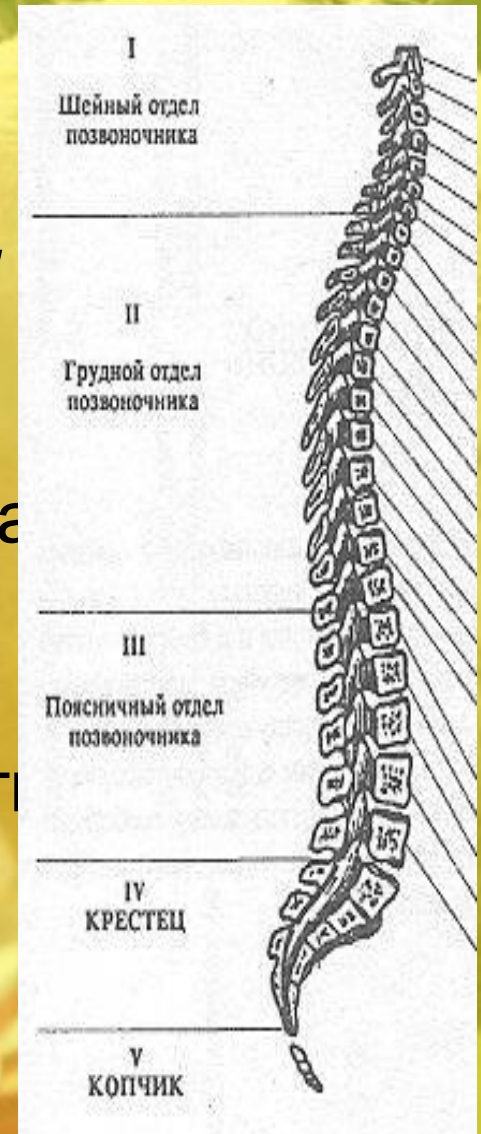 I
Шейный отдел
позвоночника
II
Грудной отдел
позвоночника
III
Поясничный отдел
позвоночника
IV
КРЕСТЕЦ
V
КОПЧИК